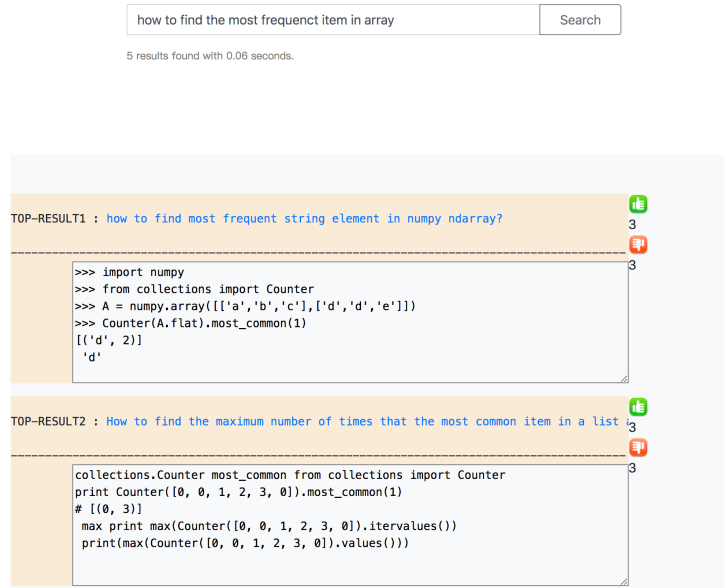 how to find the most frequenct item in array
Search
5 results found with 0.06 seconds.
TOP-RESULT1 : how to find most frequent string element in numpy ndarray?
3
3
>>> import numpy
>>> from collections import Counter
>>> A = numpy.array([['a','b','c'],['d','d','e']])
>>> Counter(A.flat).most_common(1)
[('d', 2)]
'd'
TOP-RESULT2 : How to find the maximum number of times that the most common item in a list
3
3
collections.Counter most_common from collections import Counter
print Counter([0, 0, 1, 2, 3, 0]).most_common(1)
# [(0, 3)]
max print max(Counter([0, 0, 1, 2, 3, 0]).itervalues())
print(max(Counter([0, 0, 1, 2, 3, 0]).values()))